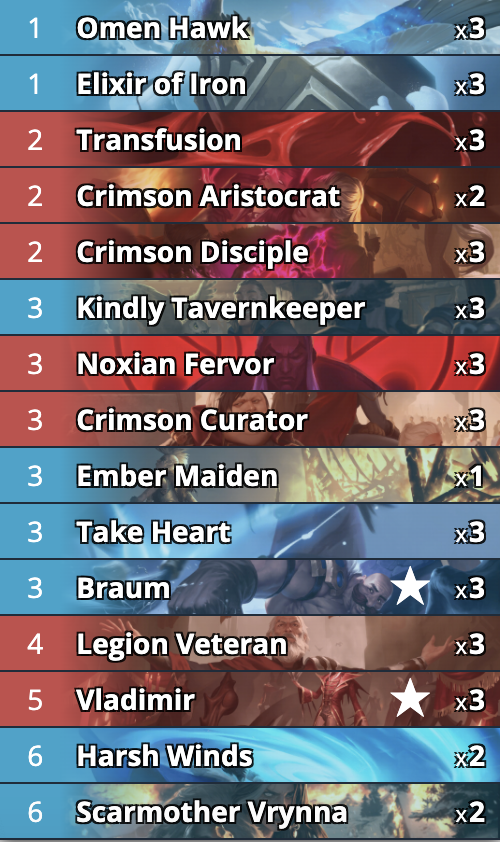 1 Omen Hawk x3
1 Elixir of Iron x3
2 Transfusion x3
2 Crimson Aristocrat x2
2 Crimson Disciple x3
3 Kindly Tavernkeeper x3
3 Noxian Fervor x3
3 Crimson Curator x3
3 Ember Maiden x1
3 Take Heart x3
3 Braum x3
4 Legion Veteran x3
5 Vladimir x3
6 Harsh Winds x2
6 Scarmother Vrynna x2